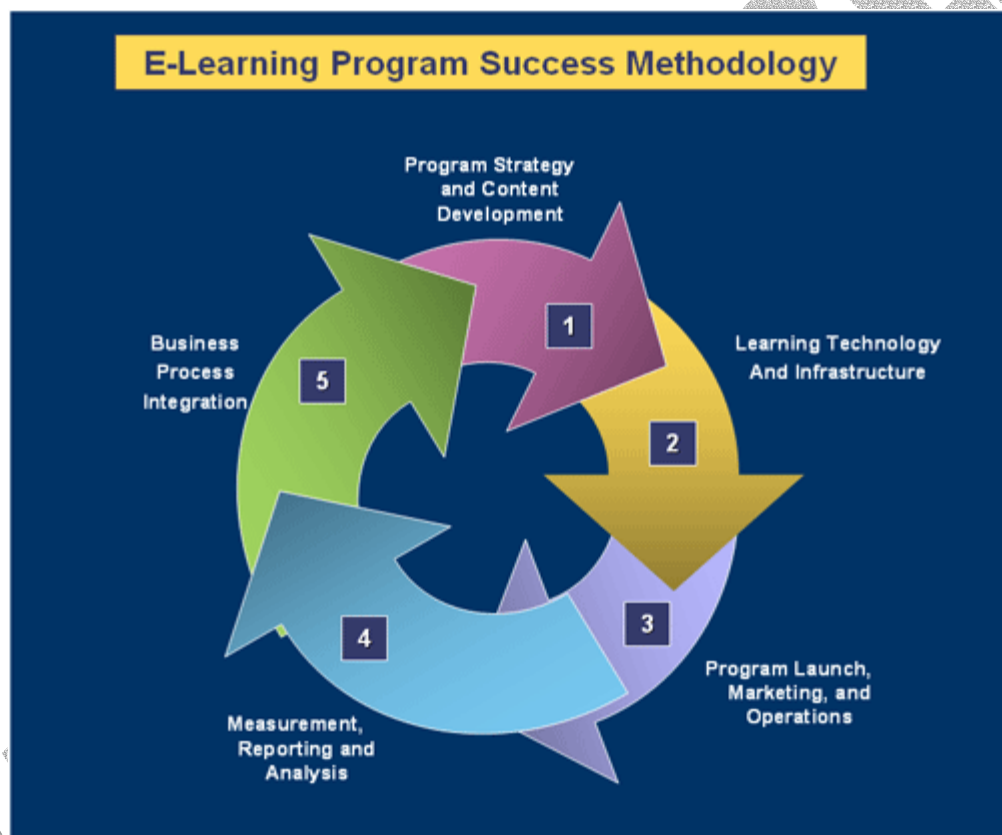 E-Learning Program Success Methodology
Program Strategy
and Content
Development
1
Learning Technology
And Infrastructure
2
3
Program Launch,
Marketing, and
Operations
4
Measurement,
Reporting and
Analysis
5
Business
Process
Integration